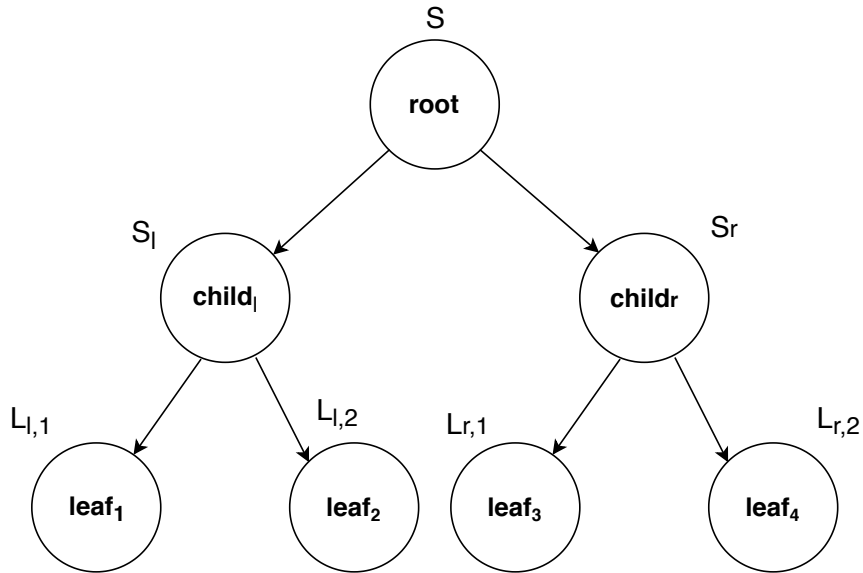 S
root
Sₗ
Sr
childₗ
childr
Lₗ,₁
Lₗ,₂
Lr,1
Lr,2
leaf₁
leaf₂
leaf₃
leaf₄